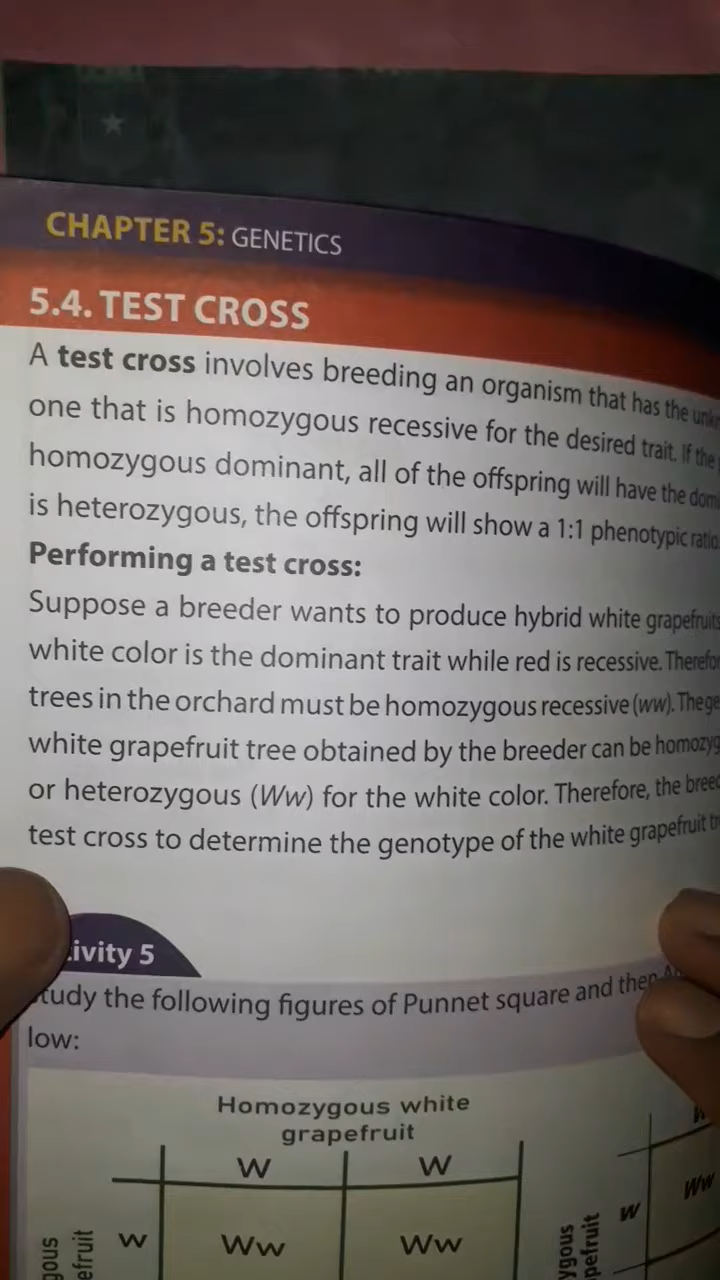 CHAPTER 5: GENETICS
5.4. TEST CROSS
A test cross involves breeding an organism that has the
one that is homozygous recessive for the desired trait. If the
homozygous dominant, all of the offspring will have the
is heterozygous, the offspring will show a 1:1 phenotypic
Performing a test cross:
Suppose a breeder wants to produce hybrid white grapefruits
white color is the dominant trait while red is recessive.
trees in the orchard must be homozygous recessive (ww). The
white grapefruit tree obtained by the breeder can be
or heterozygous (Ww) for the white color. Therefore, the
test cross to determine the genotype of the white grapefruit
5
the following figures of Punnet square and then
low:
Homozygous white
grapefruit
W W
w Ww Ww
w Ww